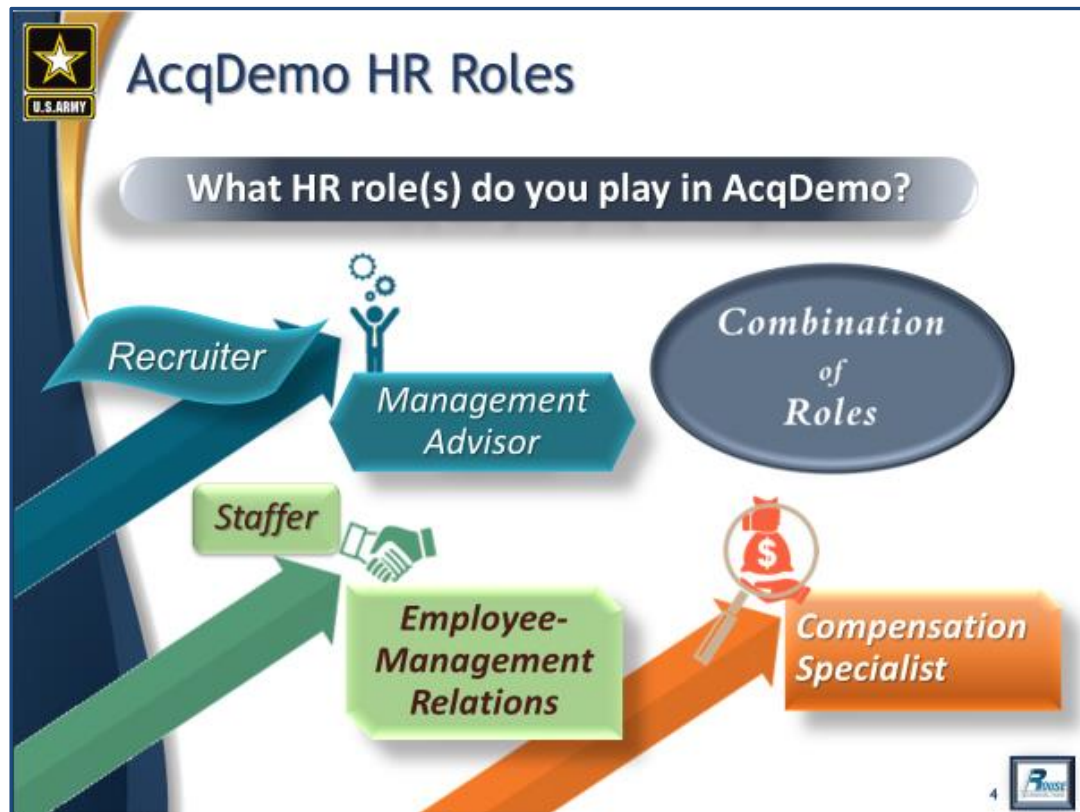 U.S.ARMY
AcqDemo HR Roles
What HR role(s) do you play in AcqDemo?
Recruiter
Management
Advisor
Combination
of
Roles
Staffer
$
Employee-
Management
Relations
Compensation
Specialist
4